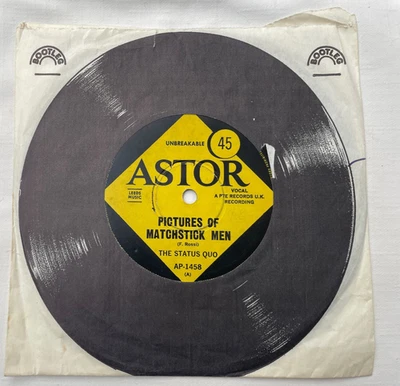 BOOTLEG
BOOTLEG
UNBREAKABLE
45
ASTOR
LEEDS
MUSIC
VOCAL
A PYE RECORDS U.K.
RECORDING
PICTURES OF
MATCHSTICK MEN
(F. Rossi)
THE STATUS QUO
AP-1458
(A)